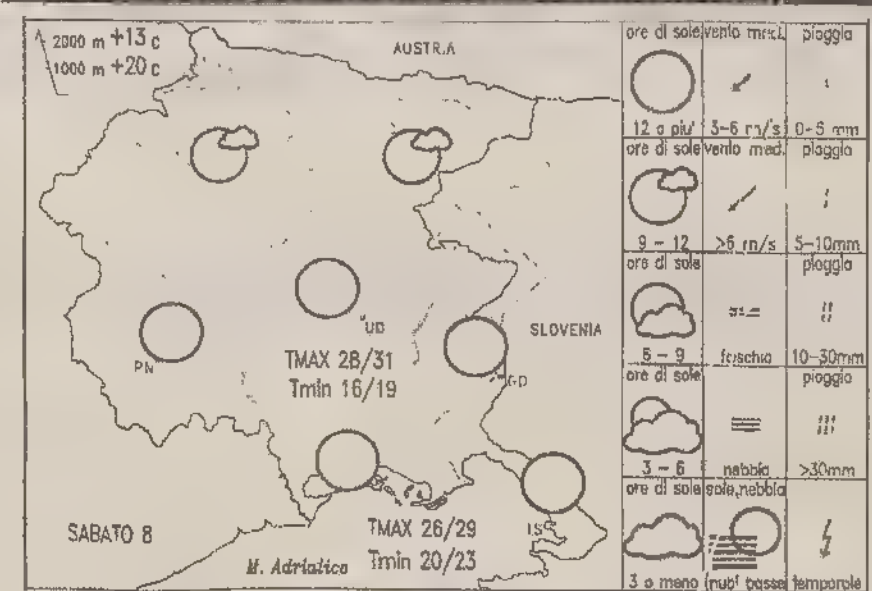 2000 m +13 c
1000 m +20 c
AUSTRIA
SLOVENIA
UD
PN
GO
TMAX 28/31
Tmin 16/19
TMAX 26/29
Tmin 20/23
SABATO 8
M. Adriatico
ore di sole vento med. pioggia
12 o piu' 3-6 m/s 0-5 mm
ore di sole vento med. pioggia
9 - 12 >6 m/s 5-10mm
ore di sole pioggia
6 - 9 foschia 10-30mm
ore di sole pioggia
3 - 6 nebbia >30mm
ore di sole sole,nebbia
3 o meno (nubi basse temporale